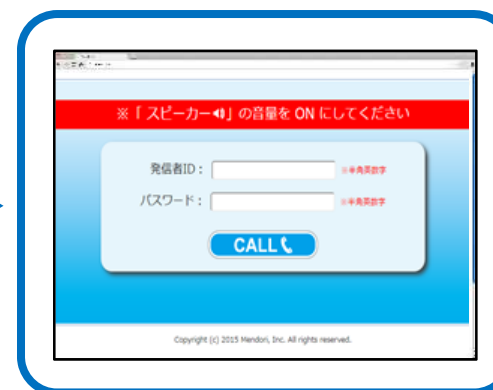 ※「 スピーカー🔊」の音量を ON にしてください
発信者ID： ※半角英数字
パスワード： ※半角英数字
CALL
Copyright (c) 2015 Mendori, Inc. All rights reserved.